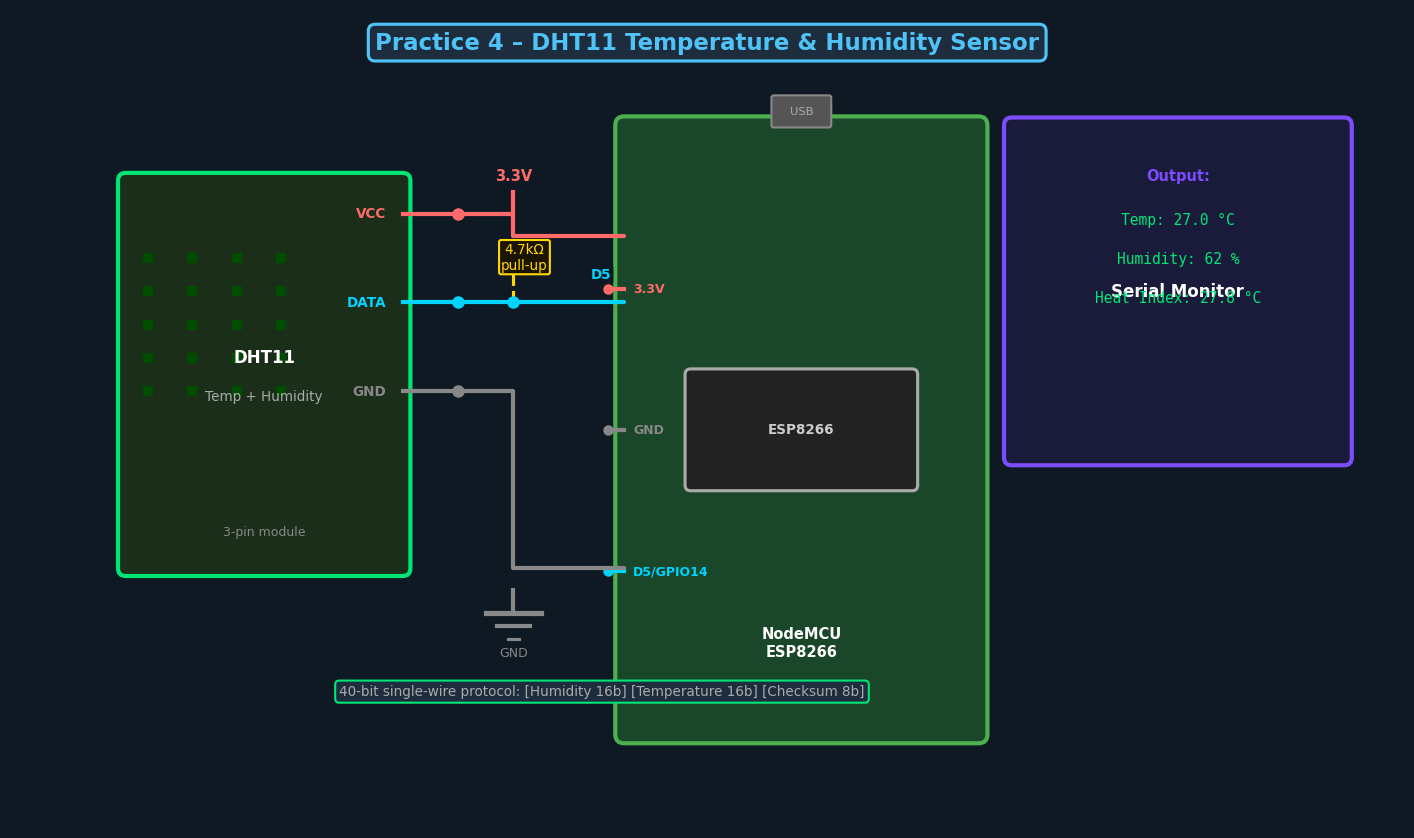 Practice 4 – DHT11 Temperature & Humidity Sensor
USB
3.3V
VCC
4.7kΩ
pull-up
D5
3.3V
DATA
DHT11
Temp + Humidity
GND
3-pin module
GND
ESP8266
D5/GPIO14
NodeMCU
ESP8266
GND
40-bit single-wire protocol: [Humidity 16b] [Temperature 16b] [Checksum 8b]
Output:
Temp: 27.0 °C
Humidity: 62 %
Serial Monitor
Heat Index: 27.8 °C